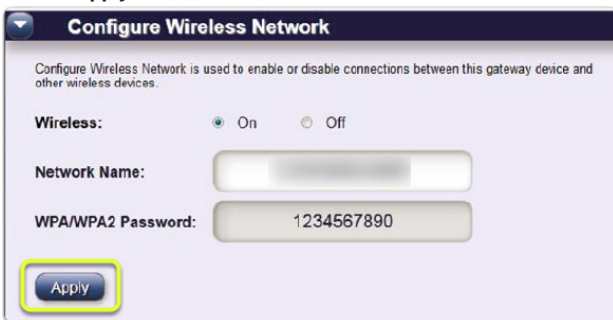 Configure Wireless Network
Configure Wireless Network is used to enable or disable connections between this gateway device and
other wireless devices.
Wireless: On Off
Network Name:
WPA/WPA2 Password: 1234567890
Apply